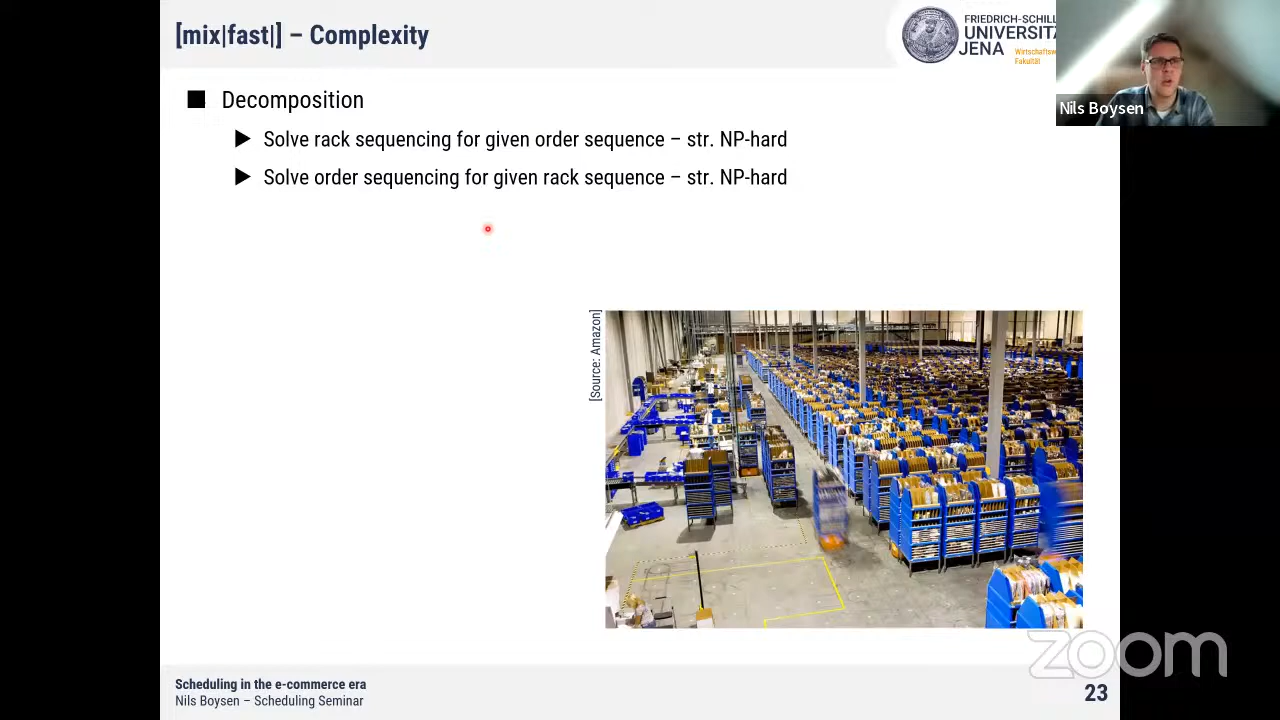 [mix|fast|] – Complexity
FRIEDRICH-SCHILL
UNIVERSITÄ
JENA
Wirtschaftsw
Fakultät
Nils Boysen
Decomposition
Solve rack sequencing for given order sequence – str. NP-hard
Solve order sequencing for given rack sequence – str. NP-hard
[Source: Amazon]
zoom
Scheduling in the e-commerce era
Nils Boysen – Scheduling Seminar
23